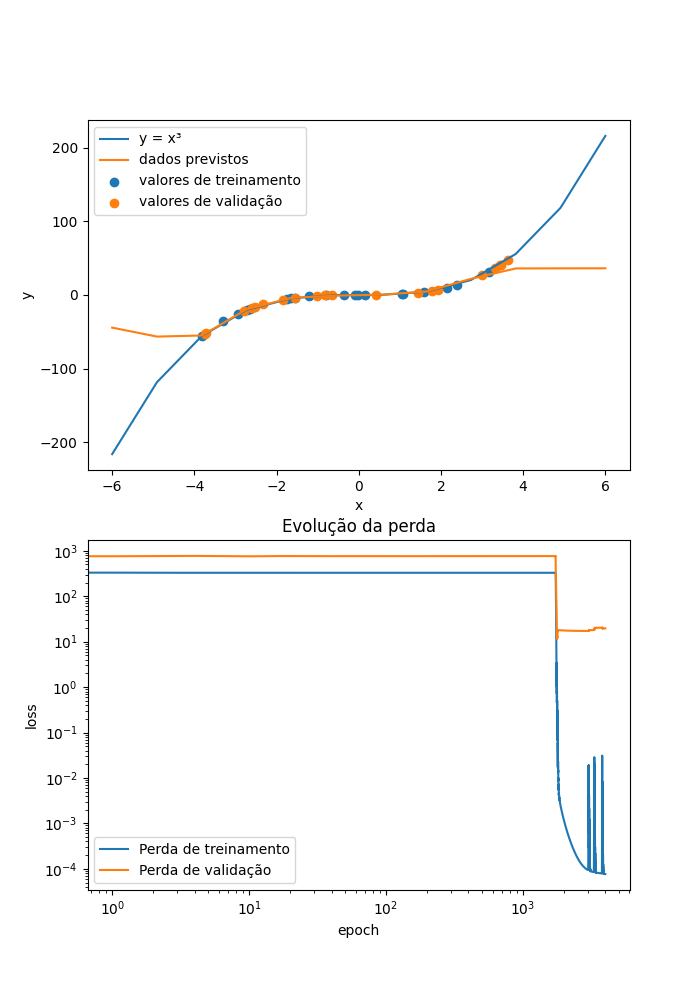 y = x³
dados previstos
valores de treinamento
valores de validação
200
100
0
−100
−200
y
−6 −4 −2 0 2 4 6
x
Evolução da perda
10³
10²
10¹
10⁰
10⁻¹
10⁻²
10⁻³
10⁻⁴
loss
Perda de treinamento
Perda de validação
10⁰ 10¹ 10² 10³
epoch